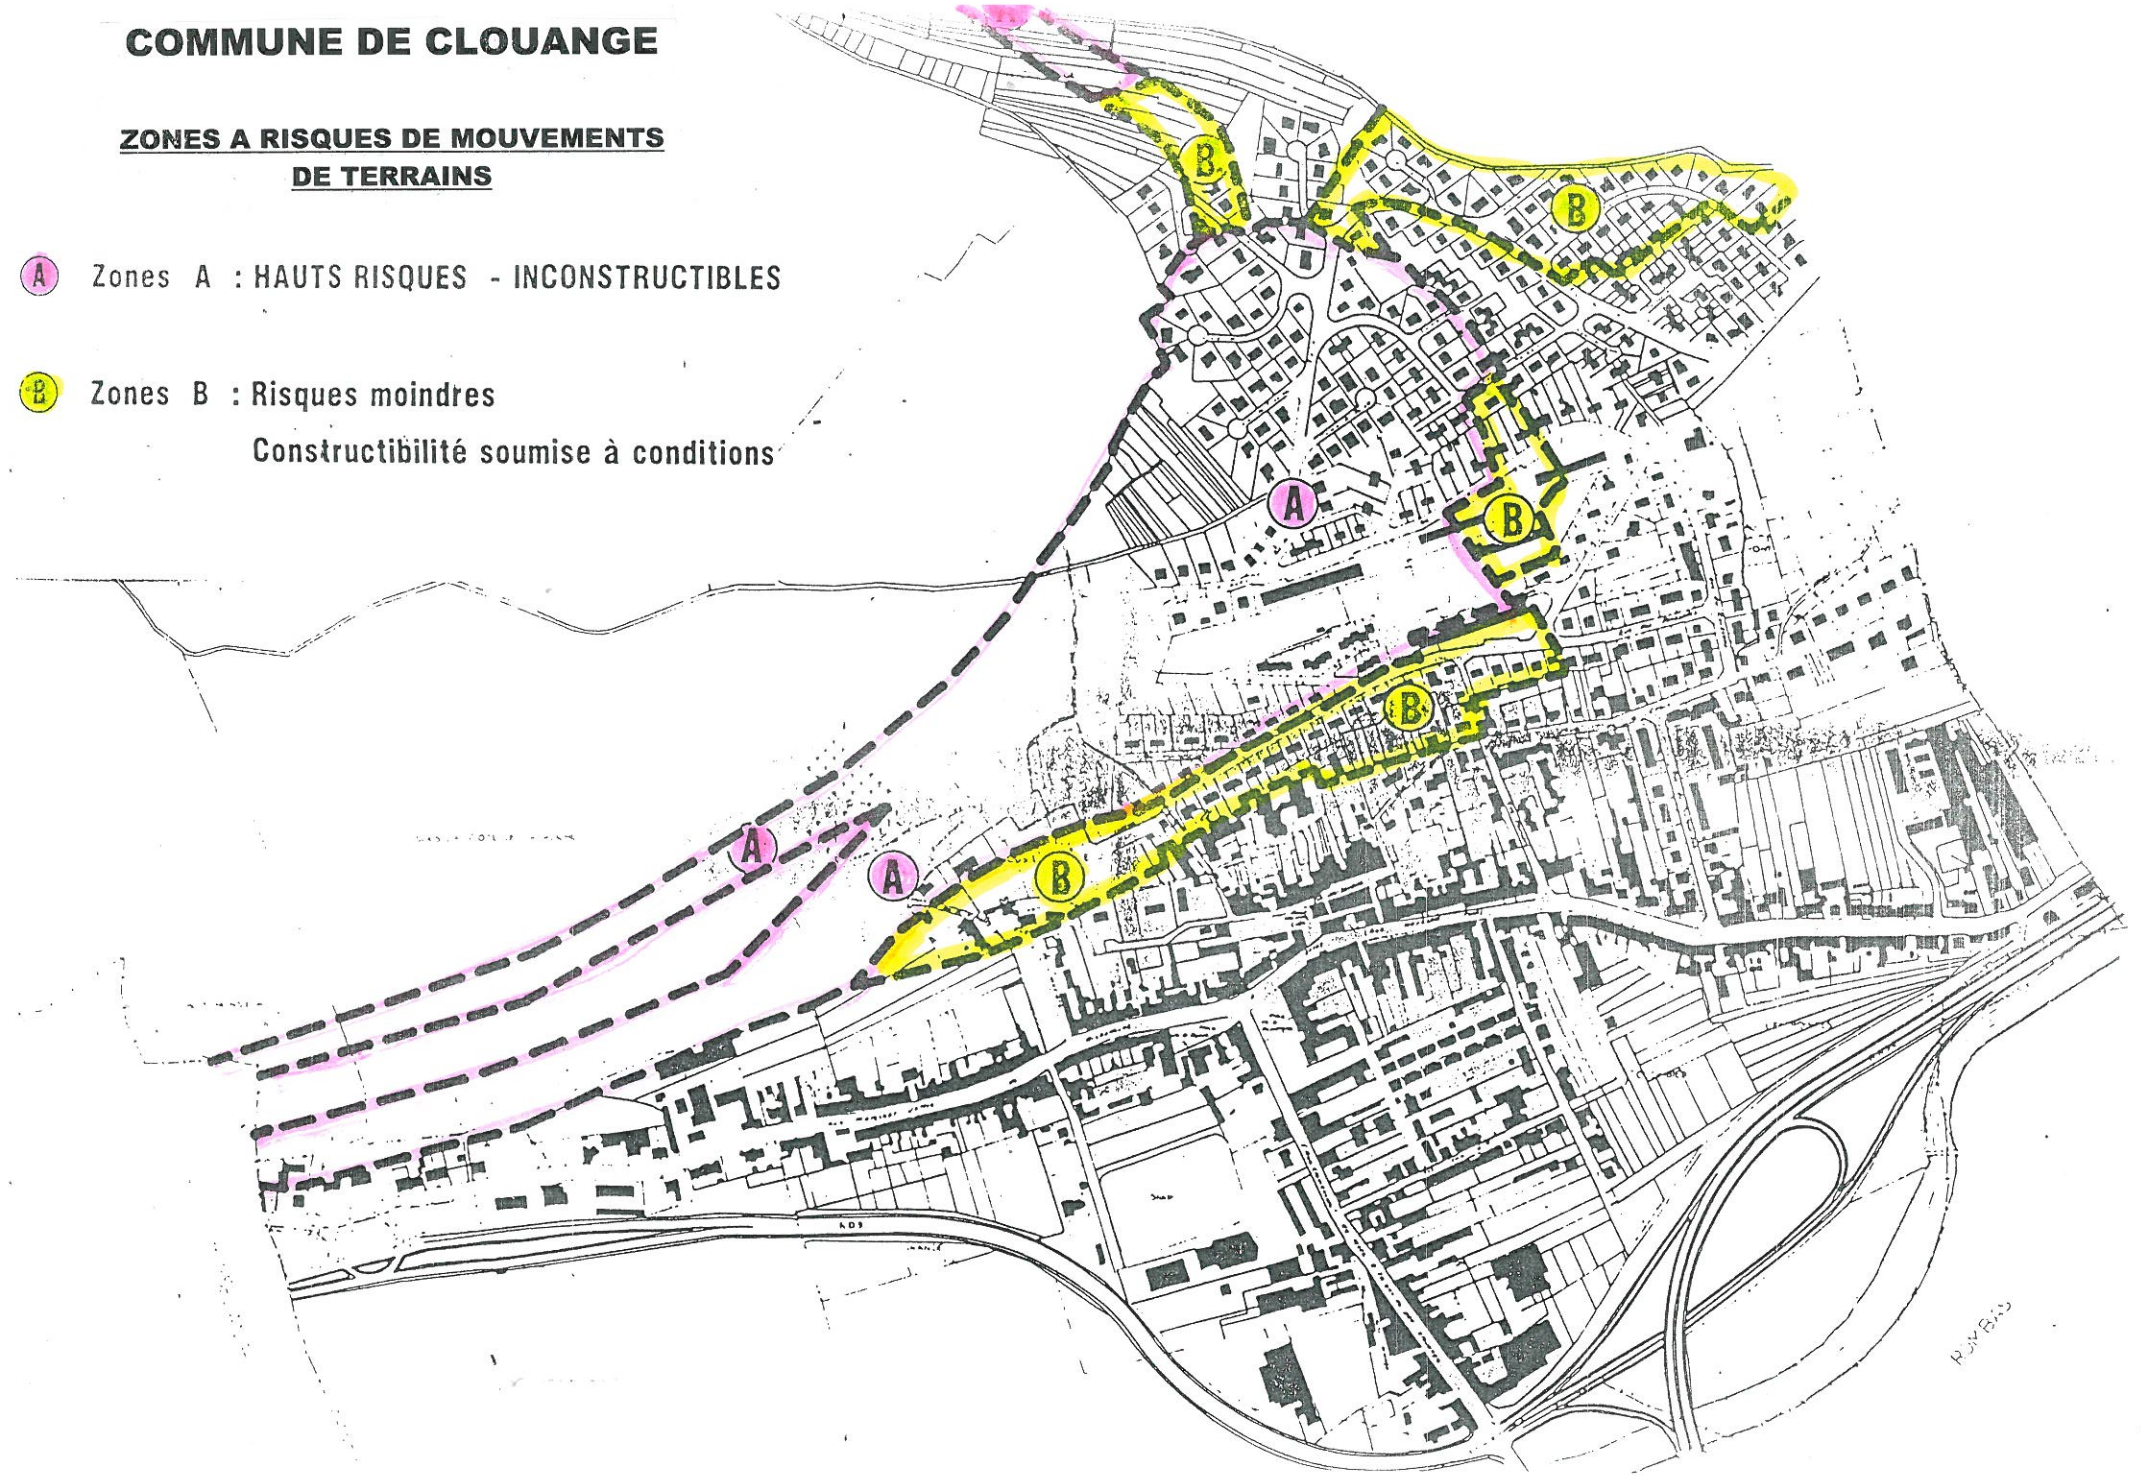 COMMUNE DE CLOUANGE
ZONES A RISQUES DE MOUVEMENTS
DE TERRAINS
A Zones A : HAUTS RISQUES - INCONSTRUCTIBLES
B Zones B : Risques moindres
Constructibilité soumise à conditions
A
B
B
A
B
B
A
A
B
ROMBAS